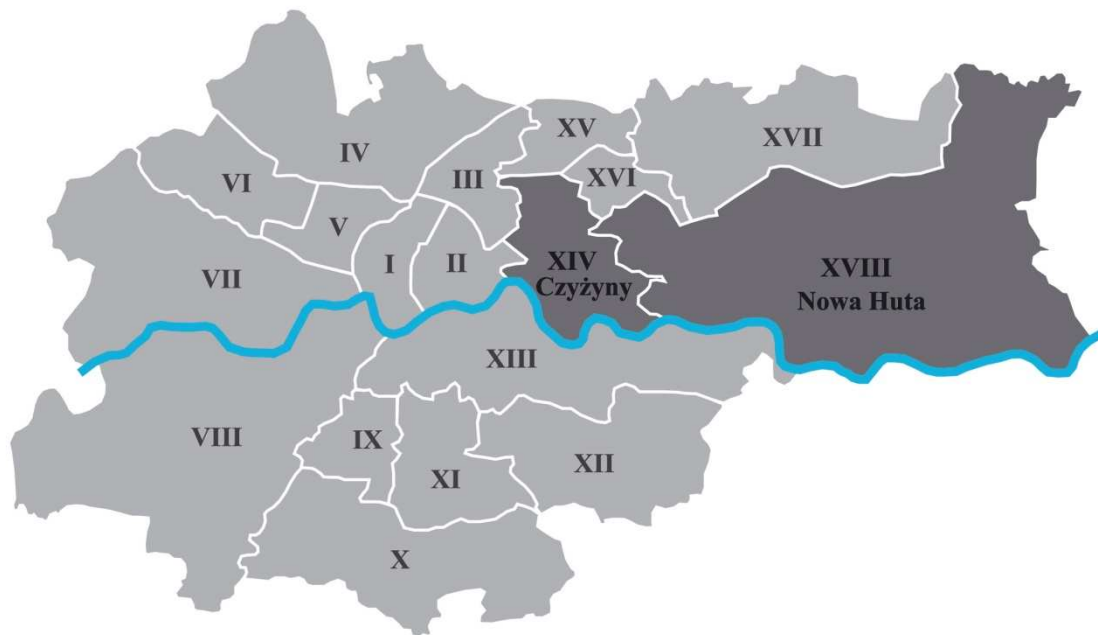 IV
XV
XVII
III
VI
XVI
V
XIV
Czyżyny
I
II
VII
XVIII
Nowa Huta
XIII
VIII
IX
XII
XI
X